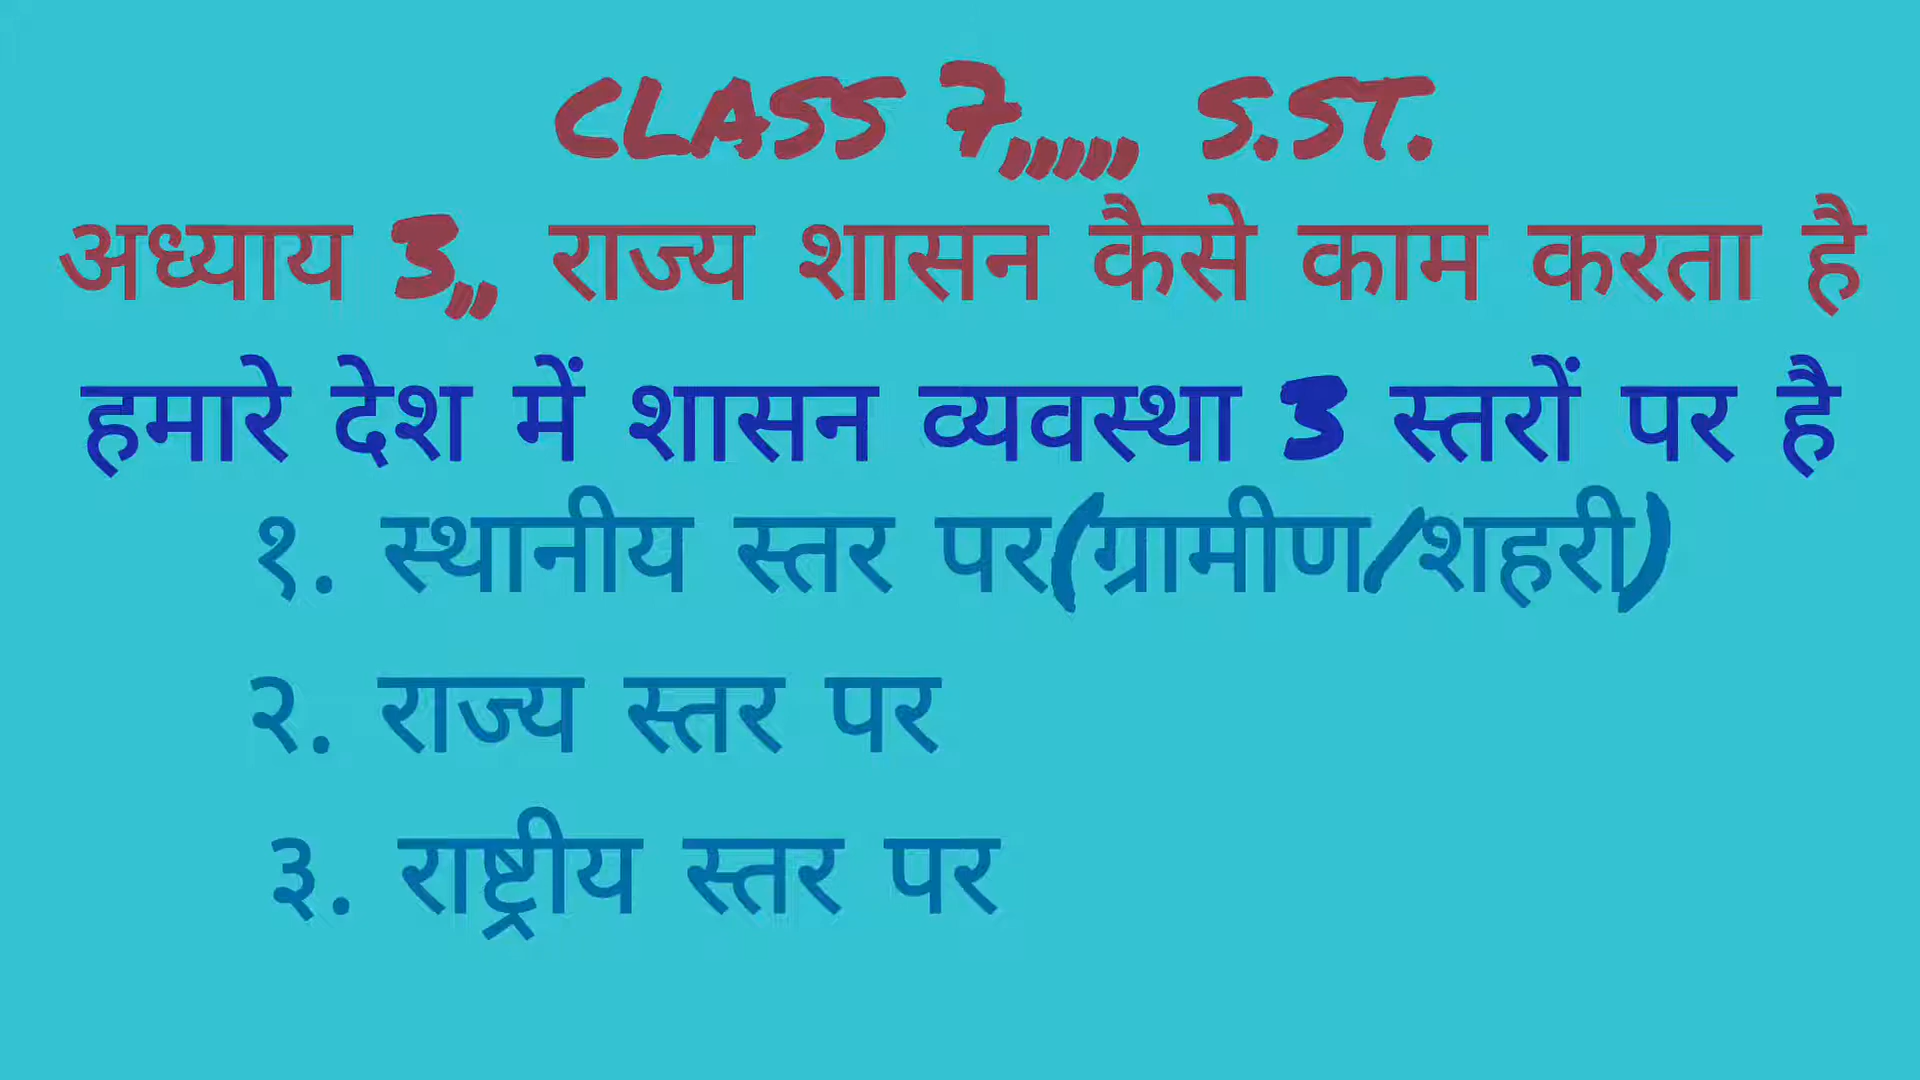 CLASS 7,,,,, S.ST.
अध्याय 3,,, राज्य शासन कैसे काम करता है
हमारे देश में शासन व्यवस्था 3 स्तरों पर है
१. स्थानीय स्तर पर(ग्रामीण/शहरी)
२. राज्य स्तर पर
३. राष्ट्रीय स्तर पर